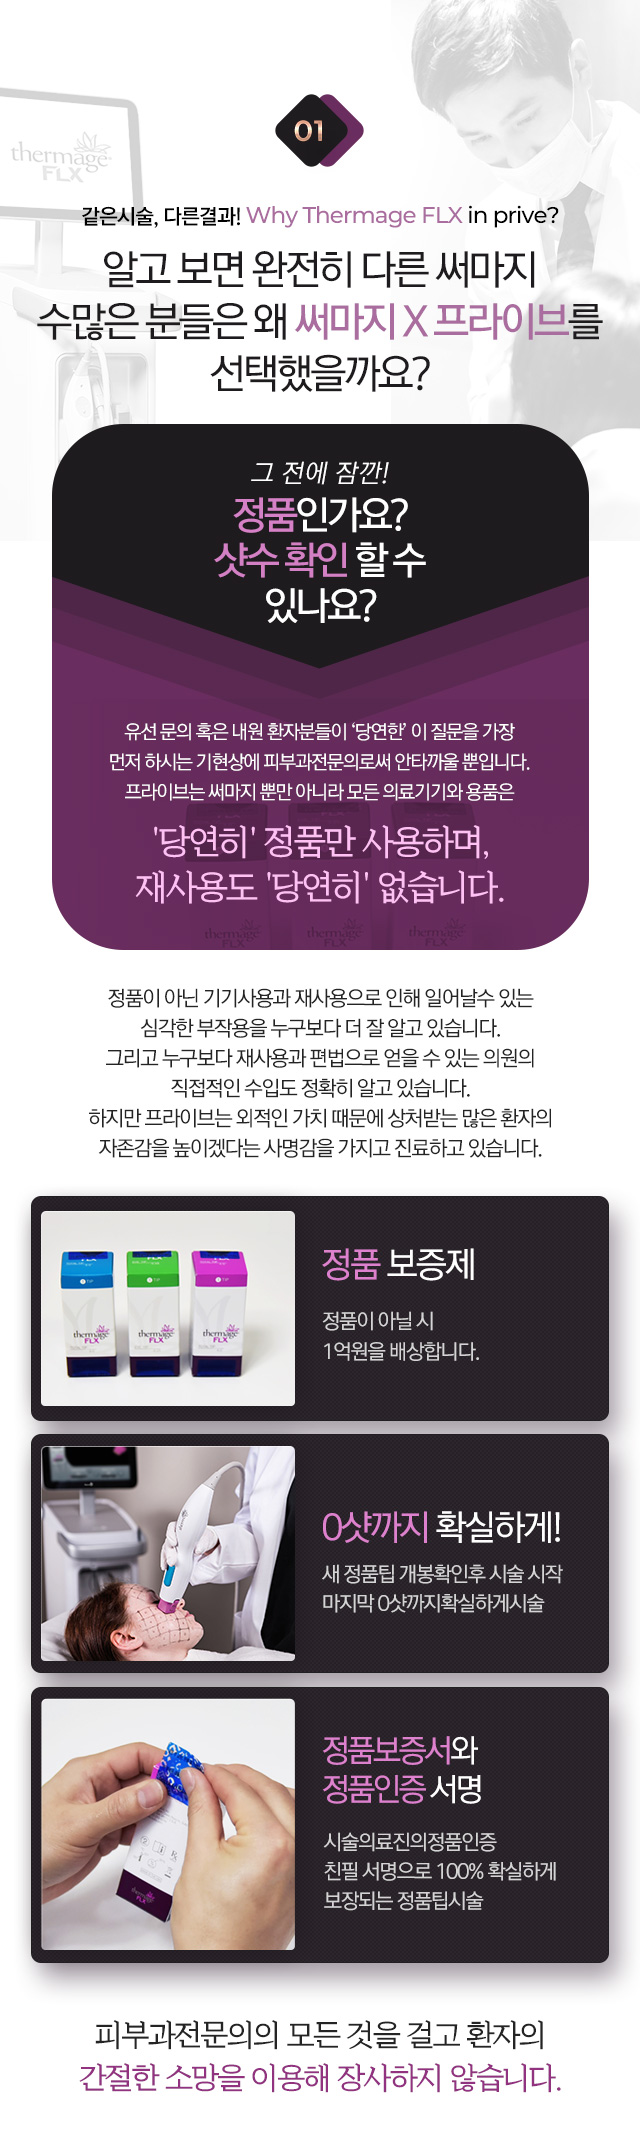 01
thermage
FLX
같은시술, 다른결과! Why Thermage FLX in prive?
알고 보면 완전히 다른 써마지
수많은 분들은 왜 써마지 X 프라이브를
선택했을까요?
그 전에 잠깐!
정품인가요?
샷수 확인 할 수
있나요?
유선 문의 혹은 내원 환자분들이 ‘당연한’ 이 질문을 가장
먼저 하시는 기현상에 피부과전문의로써 안타까울 뿐입니다.
프라이브는 써마지 뿐만 아니라 모든 의료기기와 용품은
'당연히' 정품만 사용하며,
재사용도 '당연히' 없습니다.
thermage FLX thermage FLX thermage FLX
정품이 아닌 기기사용과 재사용으로 인해 일어날수 있는
심각한 부작용을 누구보다 더 잘 알고 있습니다.
그리고 누구보다 재사용과 편법으로 얻을 수 있는 의원의
직접적인 수입도 정확히 알고 있습니다.
하지만 프라이브는 외적인 가치 때문에 상처받는 많은 환자의
자존감을 높이겠다는 사명감을 가지고 진료하고 있습니다.
thermage FLX thermage FLX thermage FLX
정품 보증제
정품이 아닐 시
1억원을 배상합니다.
0샷까지 확실하게!
새 정품팁 개봉확인후 시술 시작
마지막 0샷까지확실하게시술
thermage
FLX
정품보증서와
정품인증 서명
시술의료진의정품인증
친필 서명으로 100% 확실하게
보장되는 정품팁시술
피부과전문의의 모든 것을 걸고 환자의
간절한 소망을 이용해 장사하지 않습니다.